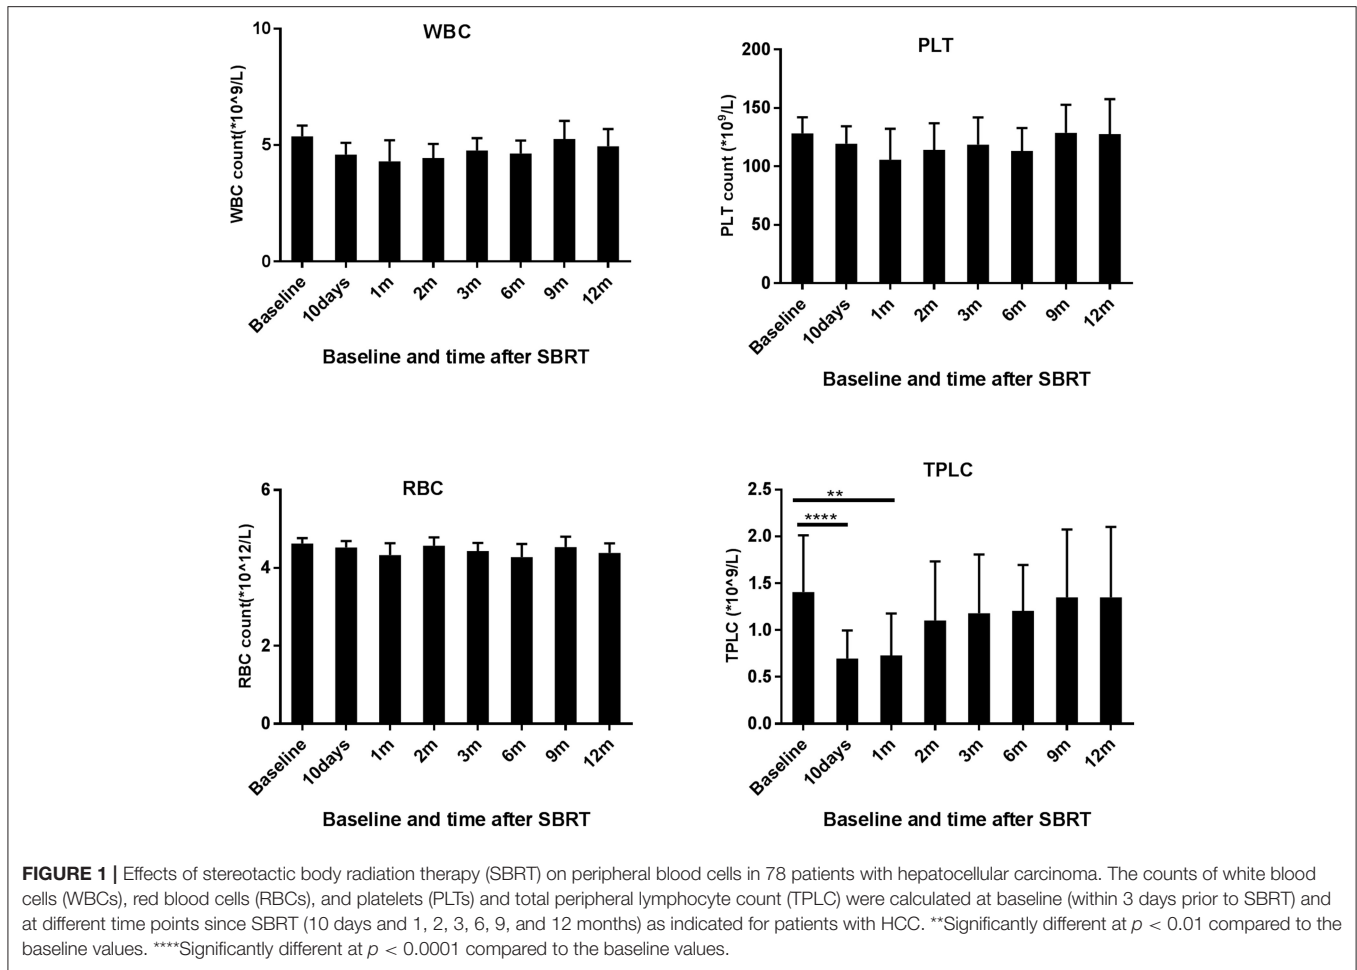 WBC
WBC count(*10^9/L)
10
5
0
Baseline
10days
1m
2m
3m
6m
9m
12m
Baseline and time after SBRT
PLT
PLT count (*10⁹/L)
200
150
100
50
0
Baseline
10days
1m
2m
3m
6m
9m
12m
Baseline and time after SBRT
RBC
RBC count(*10^12/L)
6
4
2
0
Baseline
10days
1m
2m
3m
6m
9m
12m
Baseline and time after SBRT
TPLC
TPLC (*10^9/L)
2.5
2.0
1.5
1.0
0.5
0.0
**
****
Baseline
10days
1m
2m
3m
6m
9m
12m
Baseline and time after SBRT
FIGURE 1 | Effects of stereotactic body radiation therapy (SBRT) on peripheral blood cells in 78 patients with hepatocellular carcinoma. The counts of white blood
cells (WBCs), red blood cells (RBCs), and platelets (PLTs) and total peripheral lymphocyte count (TPLC) were calculated at baseline (within 3 days prior to SBRT) and
at different time points since SBRT (10 days and 1, 2, 3, 6, 9, and 12 months) as indicated for patients with HCC. **Significantly different at p < 0.01 compared to the
baseline values. ****Significantly different at p < 0.0001 compared to the baseline values.